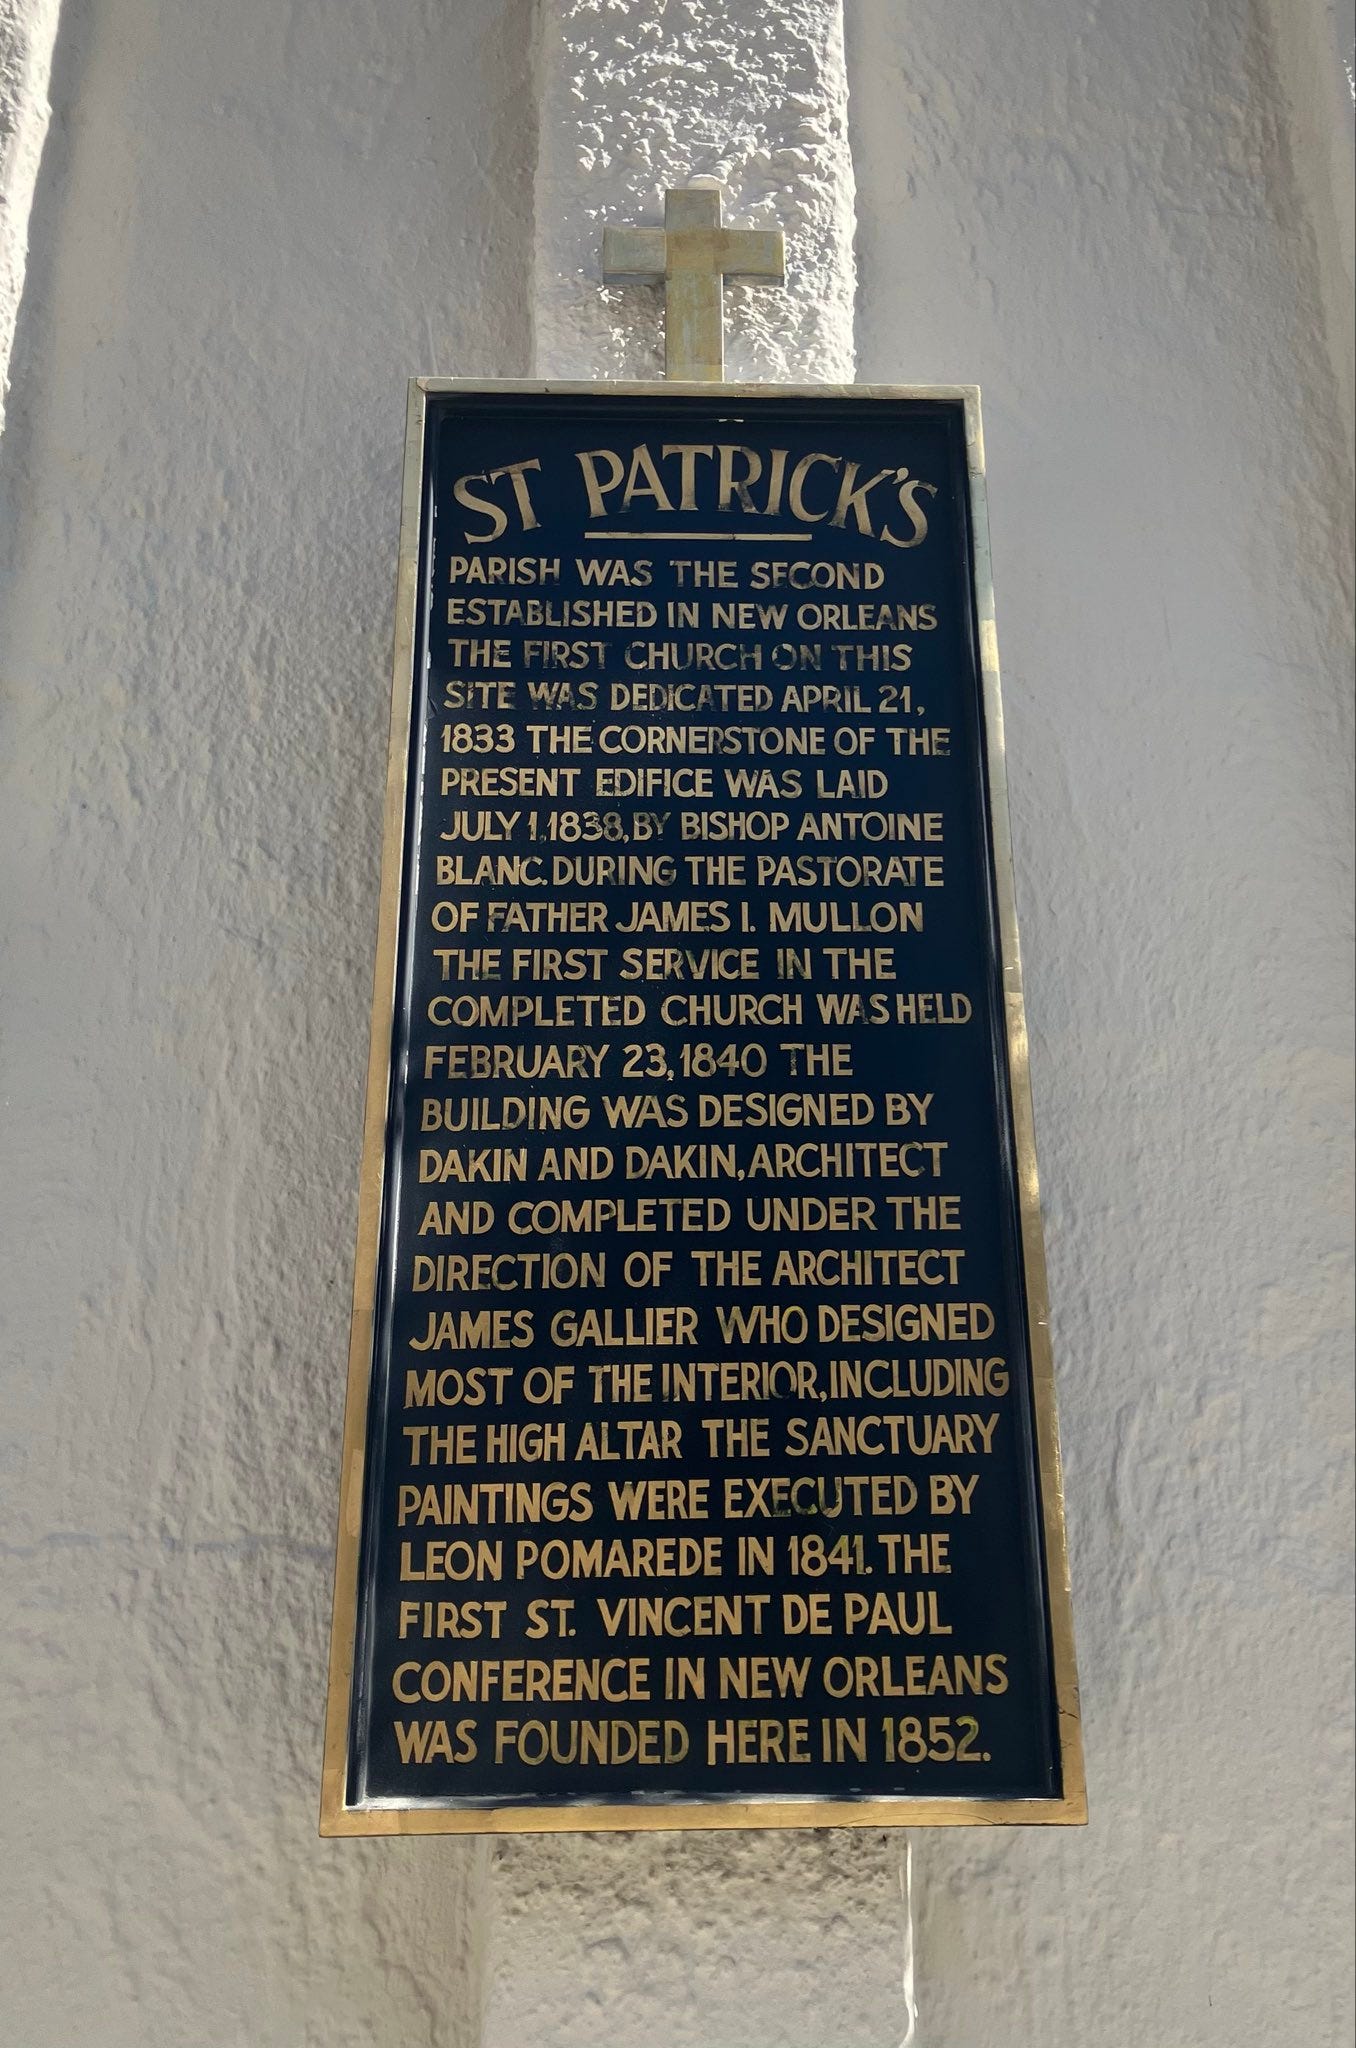 ST PATRICK'S
PARISH WAS THE SECOND
ESTABLISHED IN NEW ORLEANS
THE FIRST CHURCH ON THIS
SITE WAS DEDICATED APRIL 21,
1833 THE CORNERSTONE OF THE
PRESENT EDIFICE WAS LAID
JULY 1, 1838, BY BISHOP ANTOINE
BLANC. DURING THE PASTORATE
OF FATHER JAMES I. MULLON
THE FIRST SERVICE IN THE
COMPLETED CHURCH WAS HELD
FEBRUARY 23, 1840 THE
BUILDING WAS DESIGNED BY
DAKIN AND DAKIN, ARCHITECT
AND COMPLETED UNDER THE
DIRECTION OF THE ARCHITECT
JAMES GALLIER WHO DESIGNED
MOST OF THE INTERIOR, INCLUDING
THE HIGH ALTAR THE SANCTUARY
PAINTINGS WERE EXECUTED BY
LEON POMAREDE IN 1841. THE
FIRST ST. VINCENT DE PAUL
CONFERENCE IN NEW ORLEANS
WAS FOUNDED HERE IN 1852.